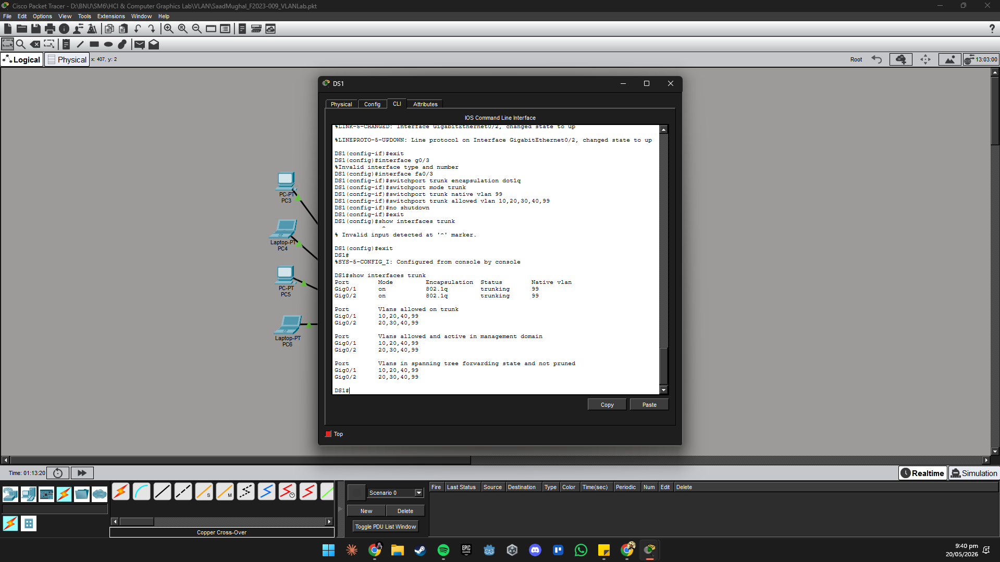 Cisco Packet Tracer - D:\BNU\SM6\HCI & Computer Graphics Lab\VLAN\SaadMughal_F2023-009_VLANLab.pkt
File Edit Options View Tools Extensions Window Help
Logical Physical x: 407, y: 2 Root 13:03:00
DS1
Physical Config CLI Attributes
IOS Command Line Interface
%LINK-5-CHANGED: Interface GigabitEthernet0/2, changed state to up
%LINEPROTO-5-UPDOWN: Line protocol on Interface GigabitEthernet0/2, changed state to up
DS1(config-if)#exit
DS1(config)#interface g0/3
%Invalid interface type and number
DS1(config)#interface fa0/3
DS1(config-if)#switchport trunk encapsulation dot1q
DS1(config-if)#switchport mode trunk
DS1(config-if)#switchport trunk native vlan 99
DS1(config-if)#switchport trunk allowed vlan 10,20,30,40,99
DS1(config-if)#no shutdown
DS1(config-if)#exit
DS1(config)#show interfaces trunk
^
% Invalid input detected at '^' marker.
DS1(config)#exit
DS1#
%SYS-5-CONFIG_I: Configured from console by console
DS1#show interfaces trunk
Port Mode Encapsulation Status Native vlan
Gig0/1 on 802.1q trunking 99
Gig0/2 on 802.1q trunking 99
Port Vlans allowed on trunk
Gig0/1 10,20,40,99
Gig0/2 20,30,40,99
Port Vlans allowed and active in management domain
Gig0/1 10,20,40,99
Gig0/2 20,30,40,99
Port Vlans in spanning tree forwarding state and not pruned
Gig0/1 10,20,40,99
Gig0/2 20,30,40,99
DS1#
Copy Paste
Top
PC-PT
PC3
Laptop-PT
PC4
PC-PT
PC5
Laptop-PT
PC6
Time: 01:13:20
Realtime Simulation
S
M
Scenario 0
New Delete
Toggle PDU List Window
Fire Last Status Source Destination Type Color Time(sec) Periodic Num Edit Delete
Copper Cross-Over
EPIC
GAMES
9:40 pm
20/05/2026